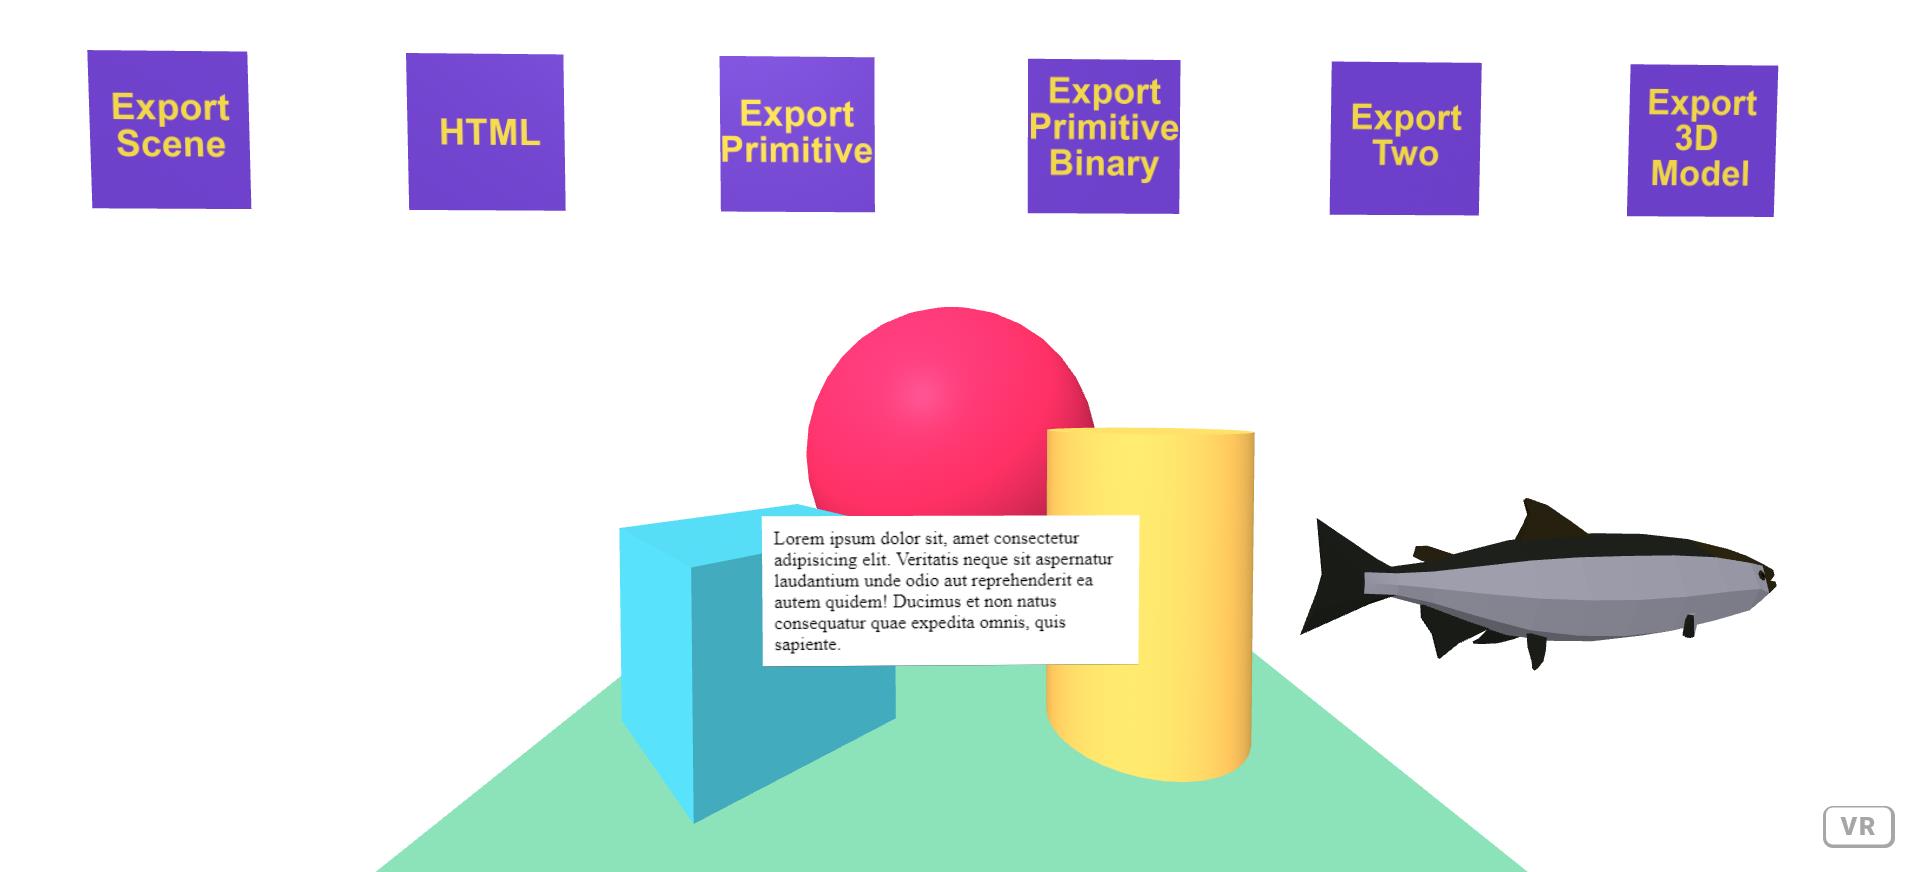 Export
Scene
HTML
Export
Primitive
Export
Primitive
Binary
Export
Two
Export
3D
Model
Lorem ipsum dolor sit, amet consectetur
adipisicing elit. Veritatis neque sit aspernatur
laudantium unde odio aut reprehenderit ea
autem quidem! Ducimus et non natus
consequatur quae expedita omnis, quis
sapiente.
VR